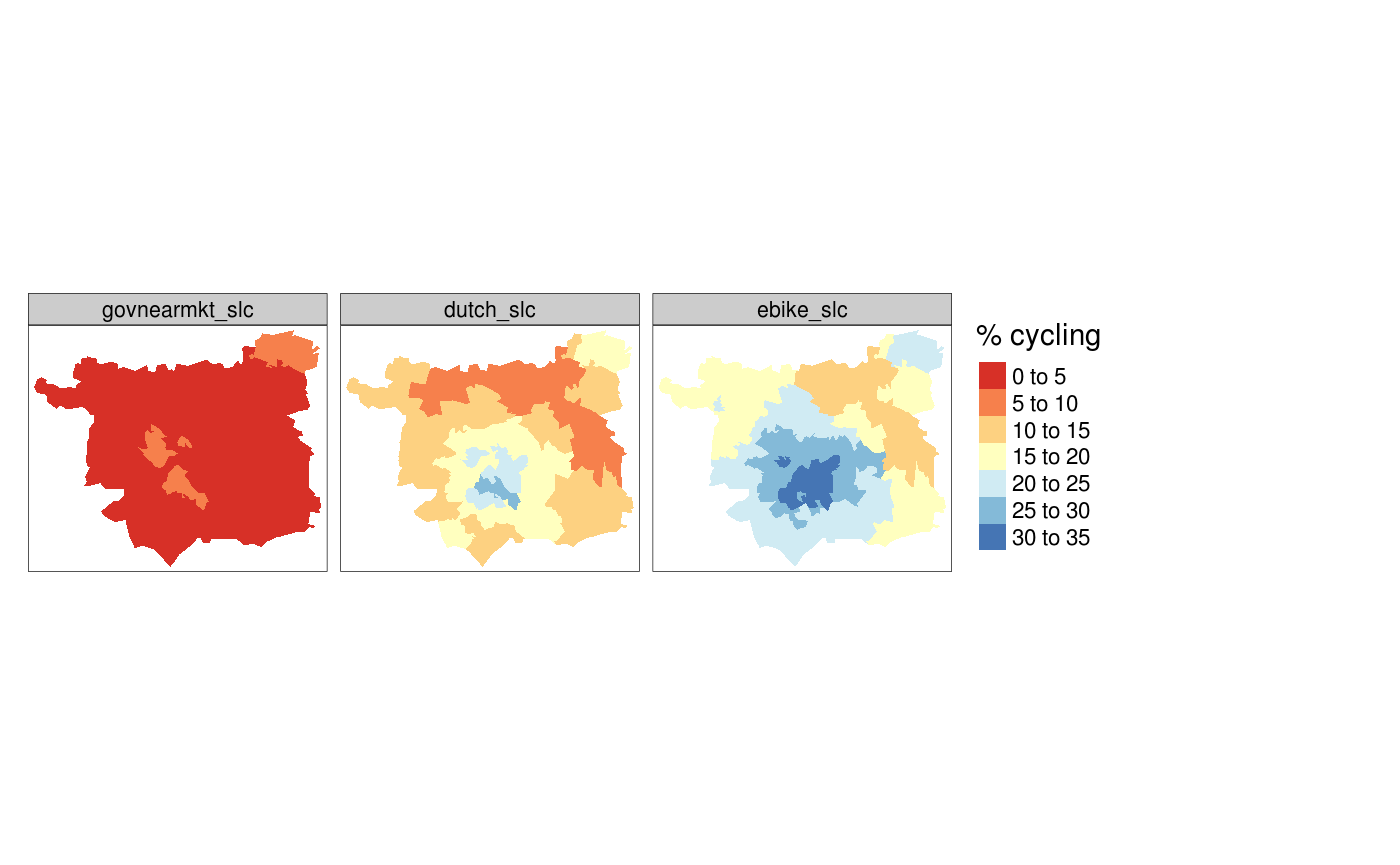 govnearmkt_slc
dutch_slc
ebike_slc
% cycling
0 to 5
5 to 10
10 to 15
15 to 20
20 to 25
25 to 30
30 to 35